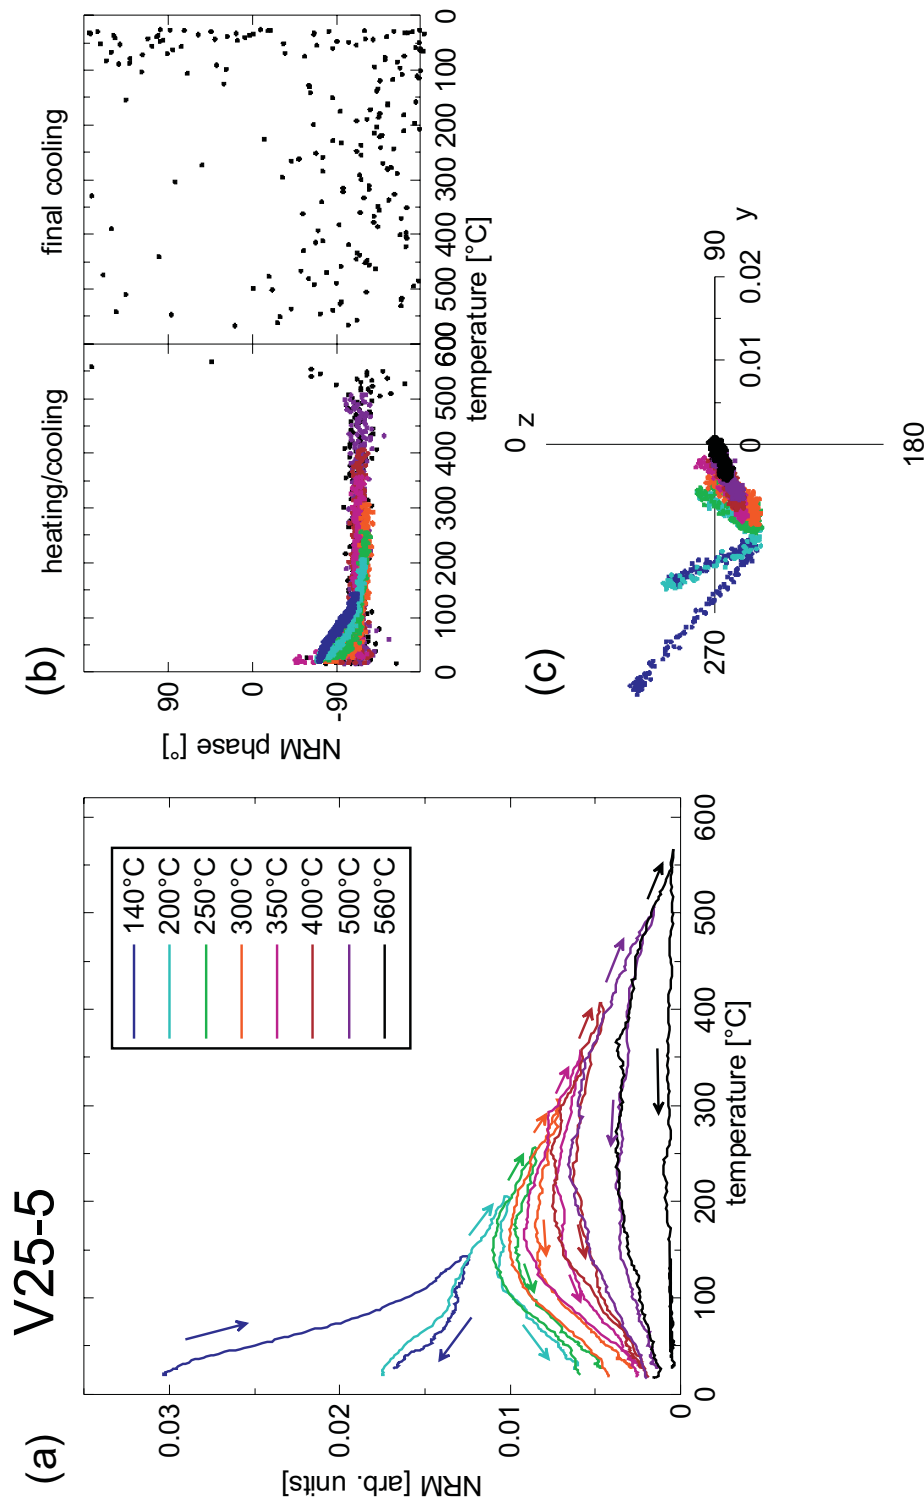 V25-5
(a)
NRM [arb. units]
0.03
0.02
0.01
0
0 100 200 300 400 500 600
temperature [°C]
140°C
200°C
250°C
300°C
350°C
400°C
500°C
560°C
(b)
heating/cooling
final cooling
NRM phase [°]
90
0
-90
0 100 200 300 400 500 600 500 400 300 200 100 0
temperature [°C]
(c)
0
z
270
90
0 0.01 0.02
y
180